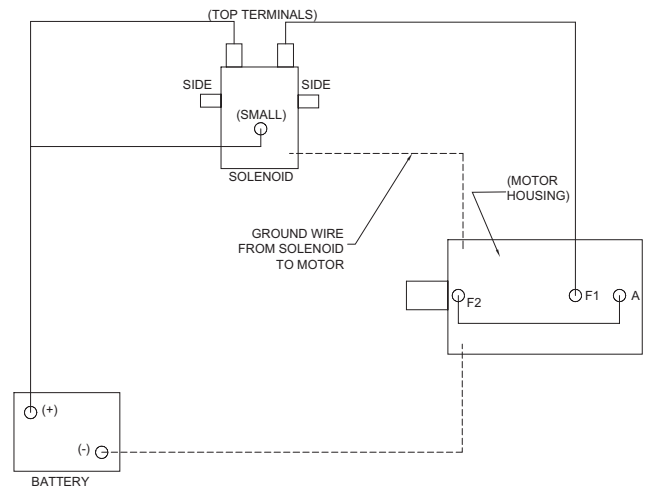 (TOP TERMINALS)
SIDE
SIDE
(SMALL)
SOLENOID
(MOTOR
HOUSING)
GROUND WIRE
FROM SOLENOID
TO MOTOR
F2
F1
A
(+)
(-)
BATTERY